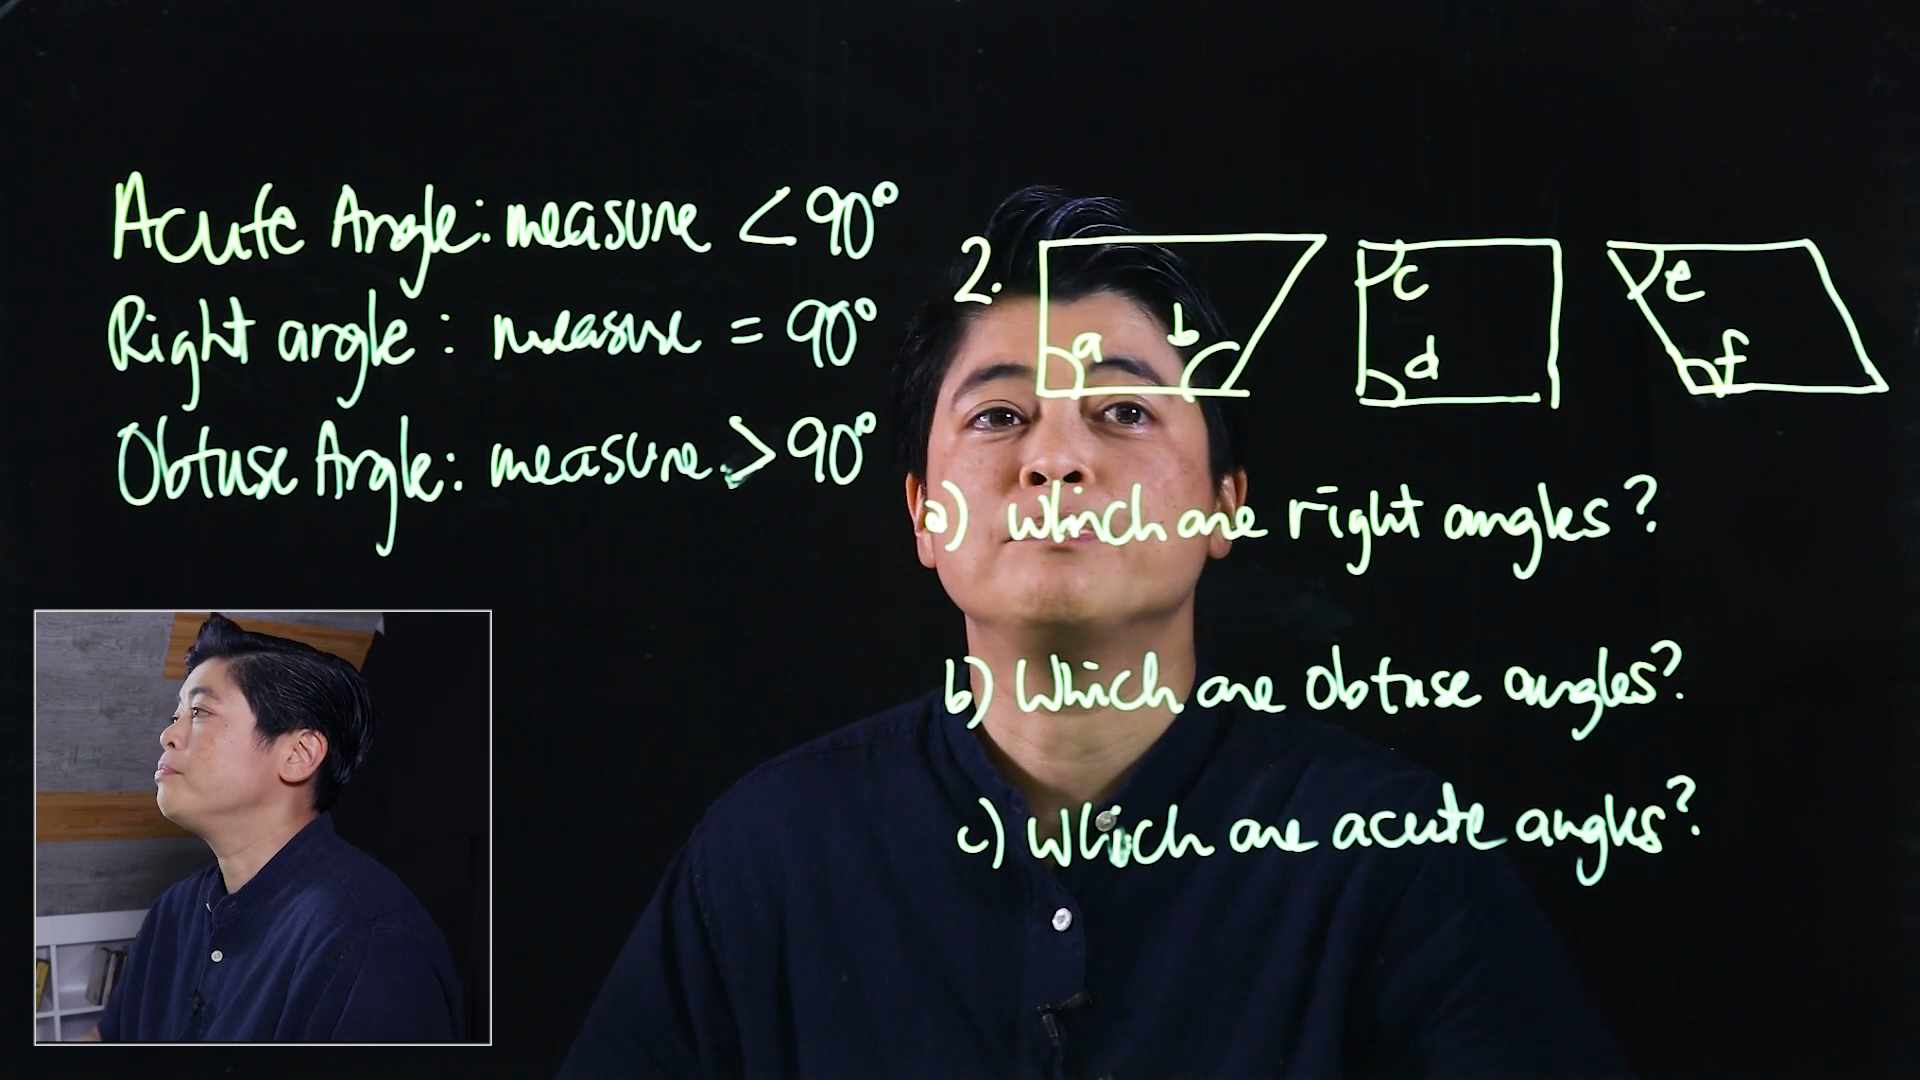 Acute Angle: measure < 90°
Right angle: measure = 90°
Obtuse Angle: measure > 90°
2.
a b
c
d
e
f
a) Which are right angles?
b) Which are obtuse angles?
c) Which are acute angles?